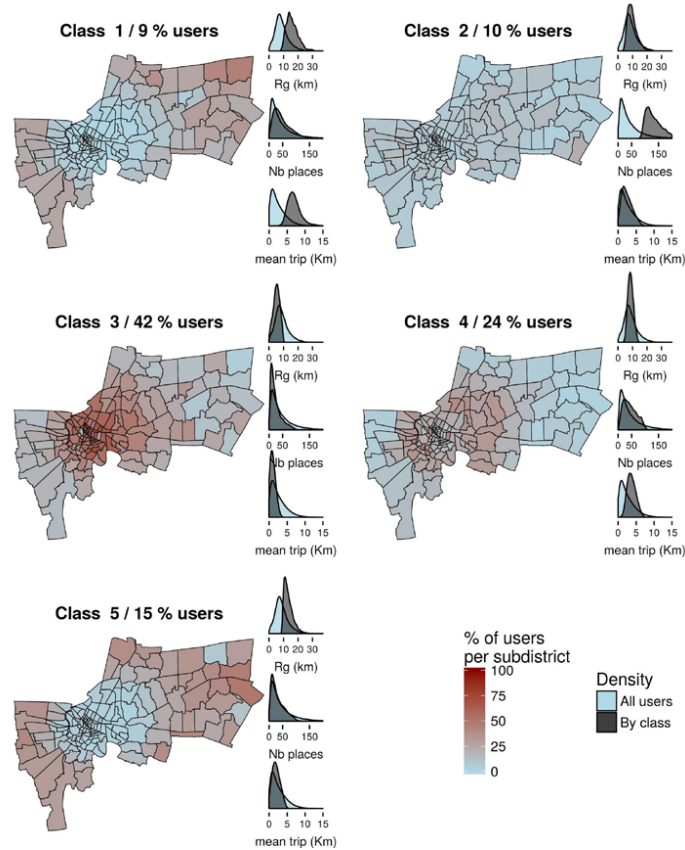 Class 1 / 9 % users
0 10 20 30
Rg (km)
50 150
Nb places
0 5 10 15
mean trip (Km)
Class 2 / 10 % users
0 10 20 30
Rg (km)
50 150
Nb places
0 5 10 15
mean trip (Km)
Class 3 / 42 % users
0 10 20 30
Rg (km)
50 150
Nb places
0 5 10 15
mean trip (Km)
Class 4 / 24 % users
0 10 20 30
Rg (km)
50 150
Nb places
0 5 10 15
mean trip (Km)
Class 5 / 15 % users
0 10 20 30
Rg (km)
50 150
Nb places
0 5 10 15
mean trip (Km)
% of users
per subdistrict
100
75
50
25
0
Density
All users
By class